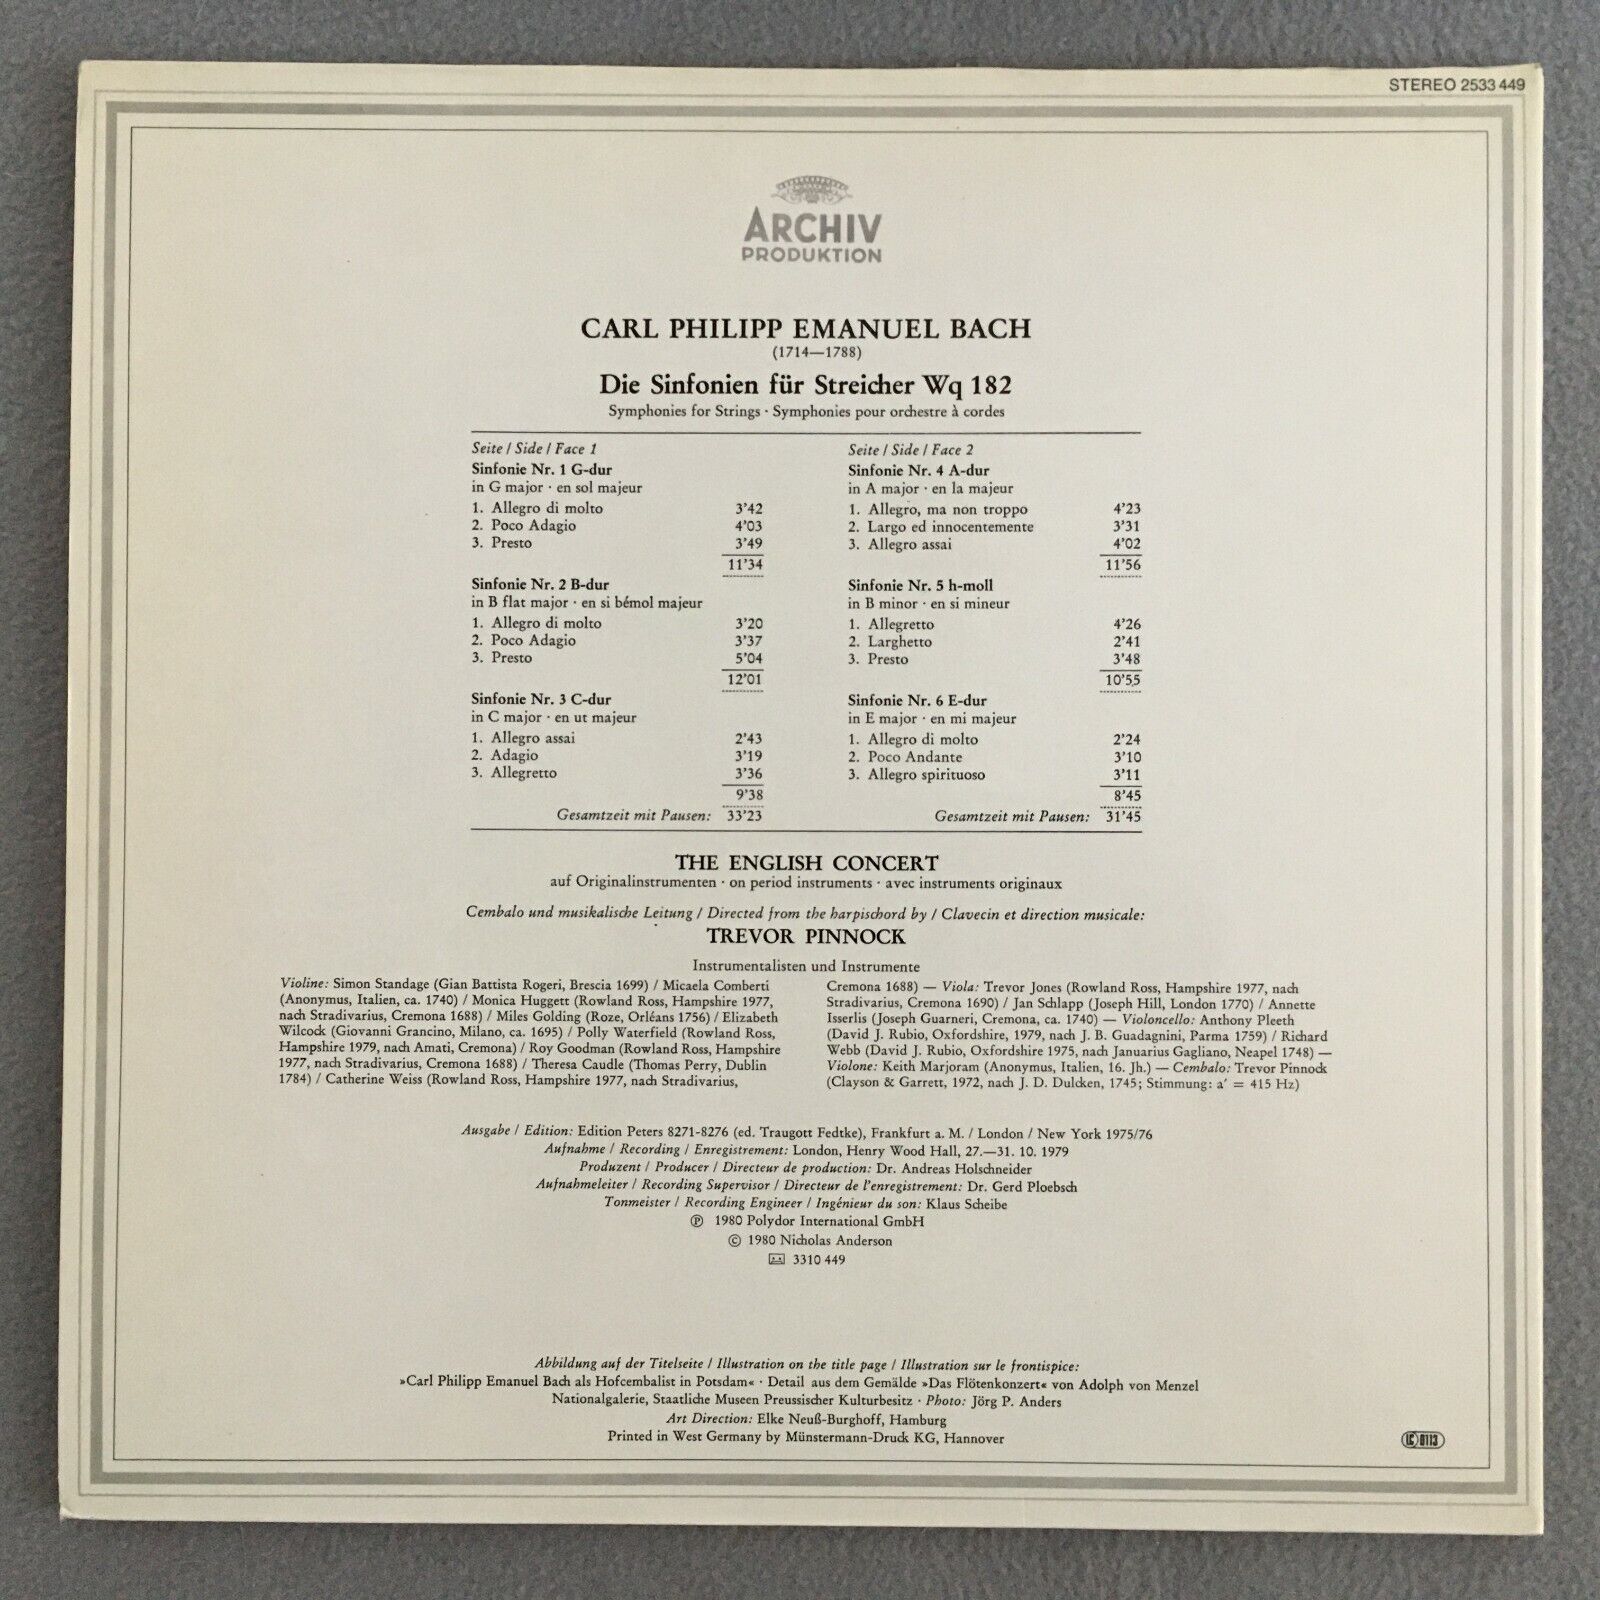 STEREO 2533 449
ARCHIV
PRODUKTION
CARL PHILIPP EMANUEL BACH
(1714—1788)
Die Sinfonien für Streicher Wq 182
Symphonies for Strings · Symphonies pour orchestre à cordes
Seite / Side / Face 1
Sinfonie Nr. 1 G-dur
in G major · en sol majeur
1. Allegro di molto 3'42
2. Poco Adagio 4'03
3. Presto 3'49
11'34
Sinfonie Nr. 2 B-dur
in B flat major · en si bémol majeur
1. Allegro di molto 3'20
2. Poco Adagio 3'37
3. Presto 5'04
12'01
Sinfonie Nr. 3 C-dur
in C major · en ut majeur
1. Allegro assai 2'43
2. Adagio 3'19
3. Allegretto 3'36
9'38
Gesamtzeit mit Pausen: 33'23
Seite / Side / Face 2
Sinfonie Nr. 4 A-dur
in A major · en la majeur
1. Allegro, ma non troppo 4'23
2. Largo ed innocentemente 3'31
3. Allegro assai 4'02
11'56
Sinfonie Nr. 5 h-moll
in B minor · en si mineur
1. Allegretto 4'26
2. Larghetto 2'41
3. Presto 3'48
10'55
Sinfonie Nr. 6 E-dur
in E major · en mi majeur
1. Allegro di molto 2'24
2. Poco Andante 3'10
3. Allegro spirituoso 3'11
8'45
Gesamtzeit mit Pausen: 31'45
THE ENGLISH CONCERT
auf Originalinstrumenten · on period instruments · avec instruments originaux
Cembalo und musikalische Leitung / Directed from the harpischord by / Clavecin et direction musicale:
TREVOR PINNOCK
Instrumentalisten und Instrumente
Violine: Simon Standage (Gian Battista Rogeri, Brescia 1699) / Micaela Comberti
(Anonymus, Italien, ca. 1740) / Monica Huggett (Rowland Ross, Hampshire 1977,
nach Stradivarius, Cremona 1688) / Miles Golding (Roze, Orléans 1756) / Elizabeth
Wilcock (Giovanni Grancino, Milano, ca. 1695) / Polly Waterfield (Rowland Ross,
Hampshire 1979, nach Amati, Cremona) / Roy Goodman (Rowland Ross, Hampshire
1977, nach Stradivarius, Cremona 1688) / Theresa Caudle (Thomas Perry, Dublin
1784) / Catherine Weiss (Rowland Ross, Hampshire 1977, nach Stradivarius,
Cremona 1688) — Viola: Trevor Jones (Rowland Ross, Hampshire 1977, nach
Stradivarius, Cremona 1690) / Jan Schlapp (Joseph Hill, London 1770) / Annette
Isserlis (Joseph Guarneri, Cremona, ca. 1740) — Violoncello: Anthony Pleeth
(David J. Rubio, Oxfordshire, 1979, nach J. B. Guadagnini, Parma 1759) / Richard
Webb (David J. Rubio, Oxfordshire 1975, nach Januarius Gagliano, Neapel 1748) —
Violone: Keith Marjoram (Anonymus, Italien, 16. Jh.) — Cembalo: Trevor Pinnock
(Clayson & Garrett, 1972, nach J. D. Dulcken, 1745; Stimmung: a' = 415 Hz)
Ausgabe / Edition: Edition Peters 8271-8276 (ed. Traugott Fedtke), Frankfurt a. M. / London / New York 1975/76
Aufnahme / Recording / Enregistrement: London, Henry Wood Hall, 27.—31. 10. 1979
Produzent / Producer / Directeur de production: Dr. Andreas Holschneider
Aufnahmeleiter / Recording Supervisor / Directeur de l'enregistrement: Dr. Gerd Ploebsch
Tonmeister / Recording Engineer / Ingénieur du son: Klaus Scheibe
℗ 1980 Polydor International GmbH
© 1980 Nicholas Anderson
3310 449
Abbildung auf der Titelseite / Illustration on the title page / Illustration sur le frontispice:
»Carl Philipp Emanuel Bach als Hofcembalist in Potsdam« · Detail aus dem Gemälde »Das Flötenkonzert« von Adolph von Menzel
Nationalgalerie, Staatliche Museen Preussischer Kulturbesitz · Photo: Jörg P. Anders
Art Direction: Elke Neuß-Burghoff, Hamburg
Printed in West Germany by Münstermann-Druck KG, Hannover
LC 0113